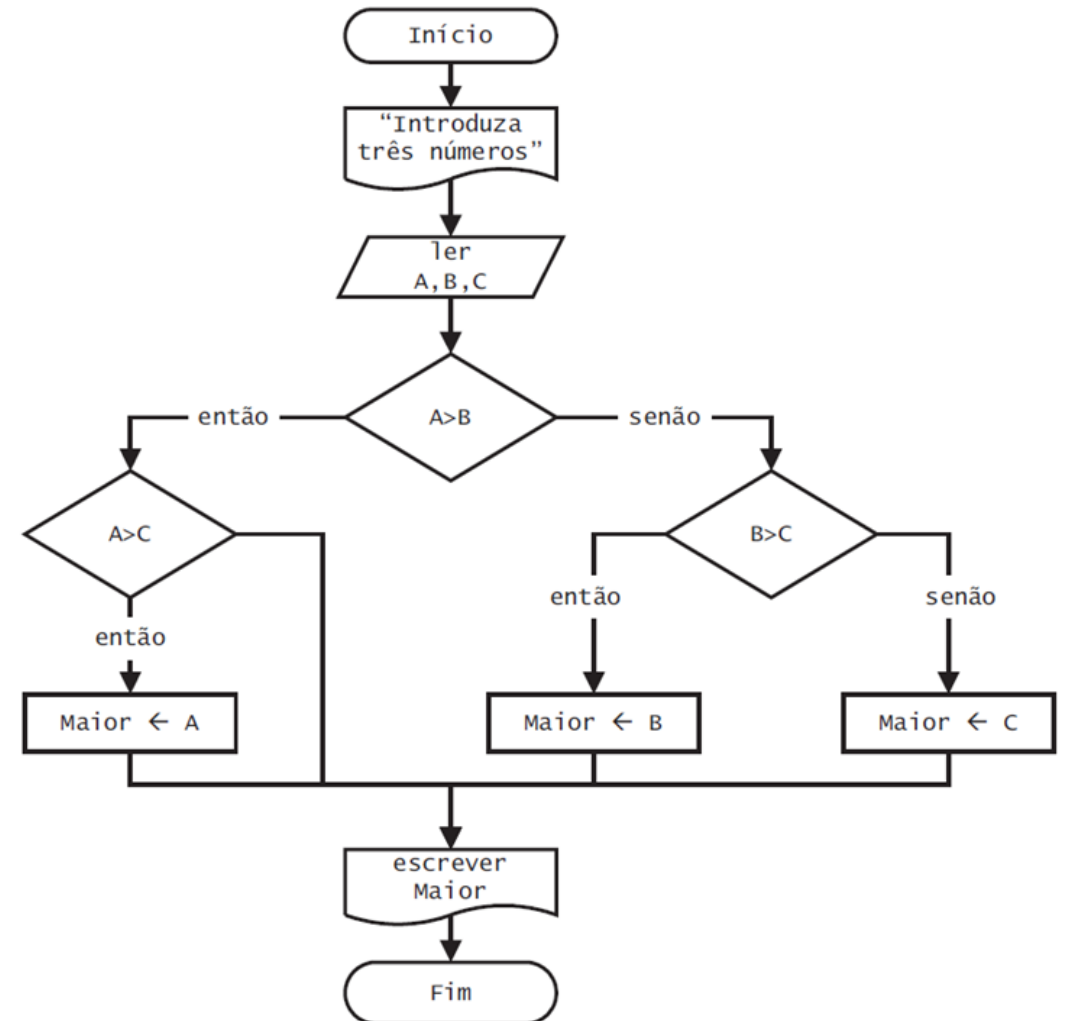 Início
“Introduza
três números”
ler
A,B,C
A>B
então
senão
A>C
B>C
então
então
senão
Maior ← A
Maior ← B
Maior ← C
escrever
Maior
Fim